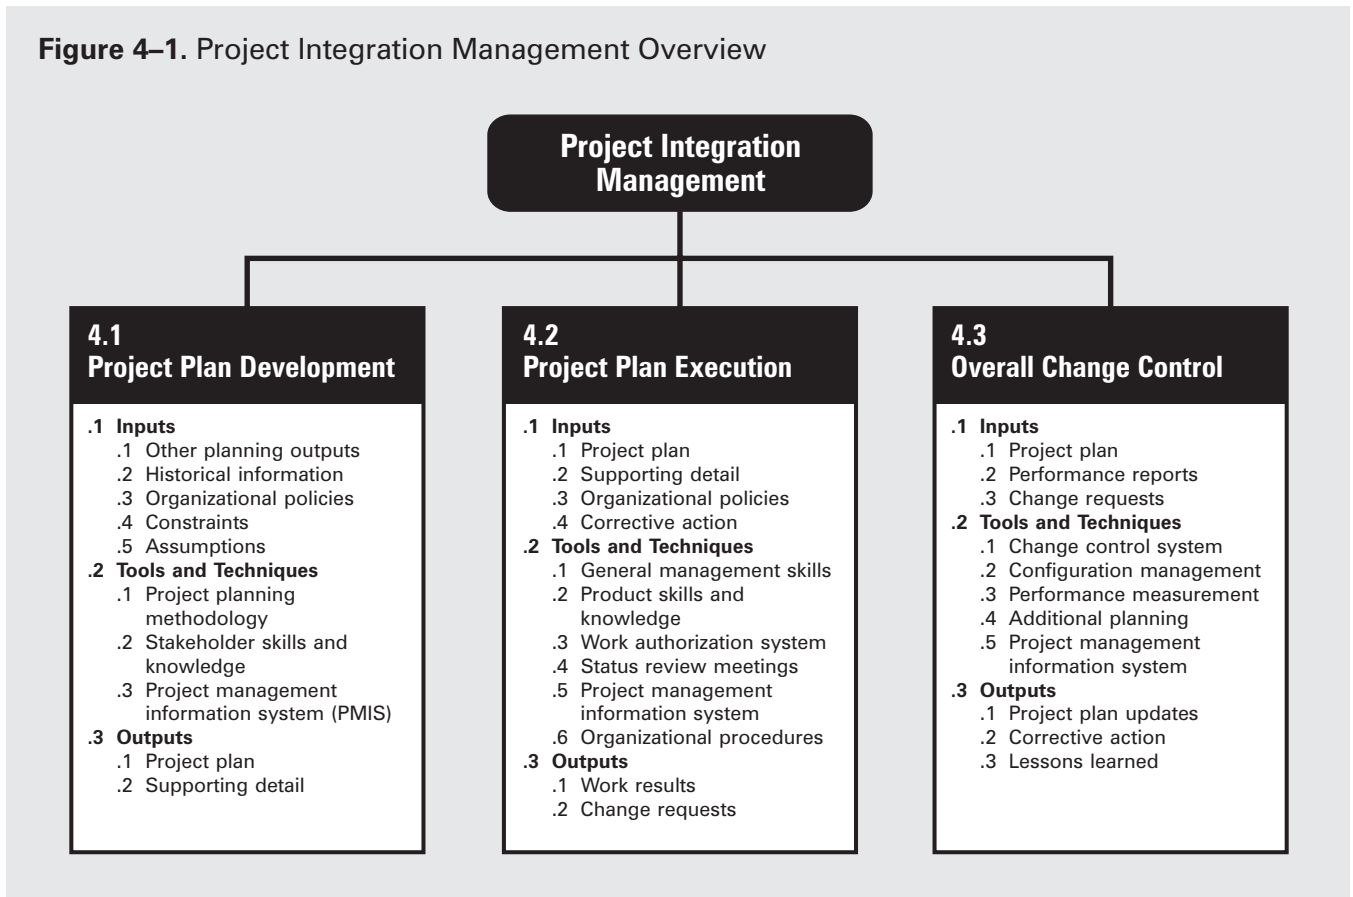 Figure 4–1. Project Integration Management Overview
Project Integration
Management
4.1
Project Plan Development
.1 Inputs
.1 Other planning outputs
.2 Historical information
.3 Organizational policies
.4 Constraints
.5 Assumptions
.2 Tools and Techniques
.1 Project planning
methodology
.2 Stakeholder skills and
knowledge
.3 Project management
information system (PMIS)
.3 Outputs
.1 Project plan
.2 Supporting detail
4.2
Project Plan Execution
.1 Inputs
.1 Project plan
.2 Supporting detail
.3 Organizational policies
.4 Corrective action
.2 Tools and Techniques
.1 General management skills
.2 Product skills and
knowledge
.3 Work authorization system
.4 Status review meetings
.5 Project management
information system
.6 Organizational procedures
.3 Outputs
.1 Work results
.2 Change requests
4.3
Overall Change Control
.1 Inputs
.1 Project plan
.2 Performance reports
.3 Change requests
.2 Tools and Techniques
.1 Change control system
.2 Configuration management
.3 Performance measurement
.4 Additional planning
.5 Project management
information system
.3 Outputs
.1 Project plan updates
.2 Corrective action
.3 Lessons learned